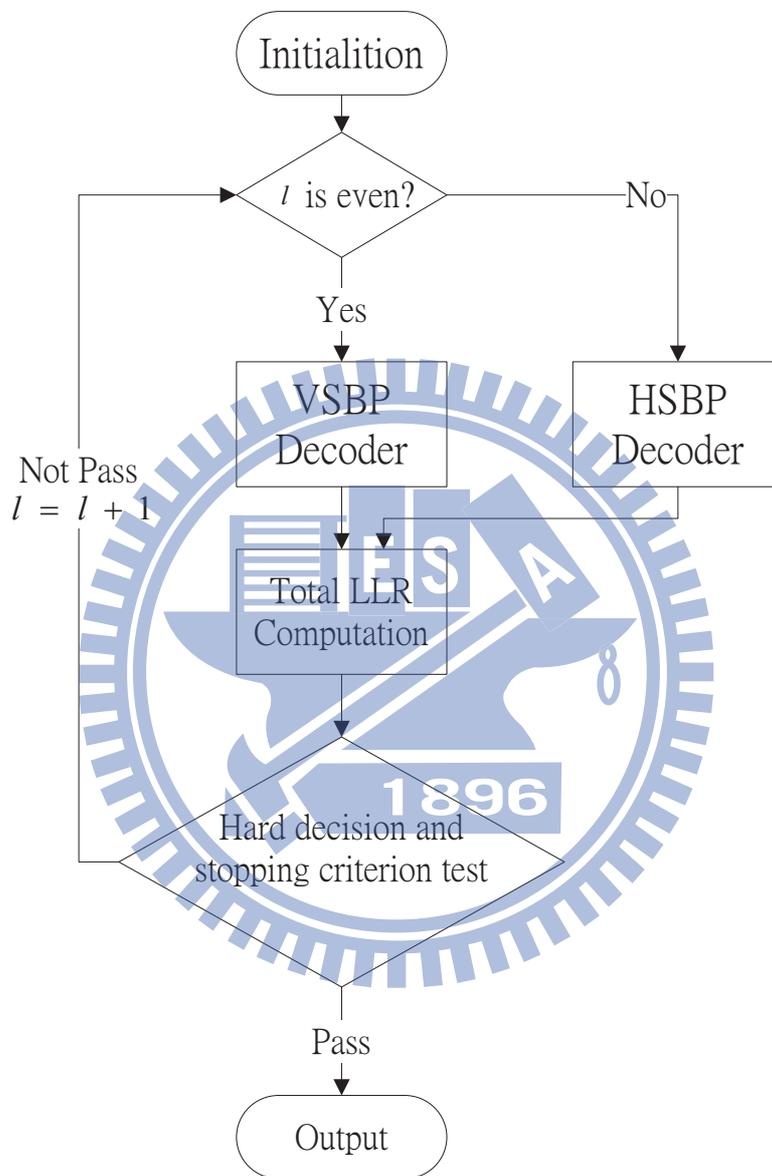 Initialition
l is even?
No
Yes
VSBP
Decoder
HSBP
Decoder
Not Pass
l = l + 1
E S A
Total LLR
Computation
8
1896
Hard decision and
stopping criterion test
Pass
Output